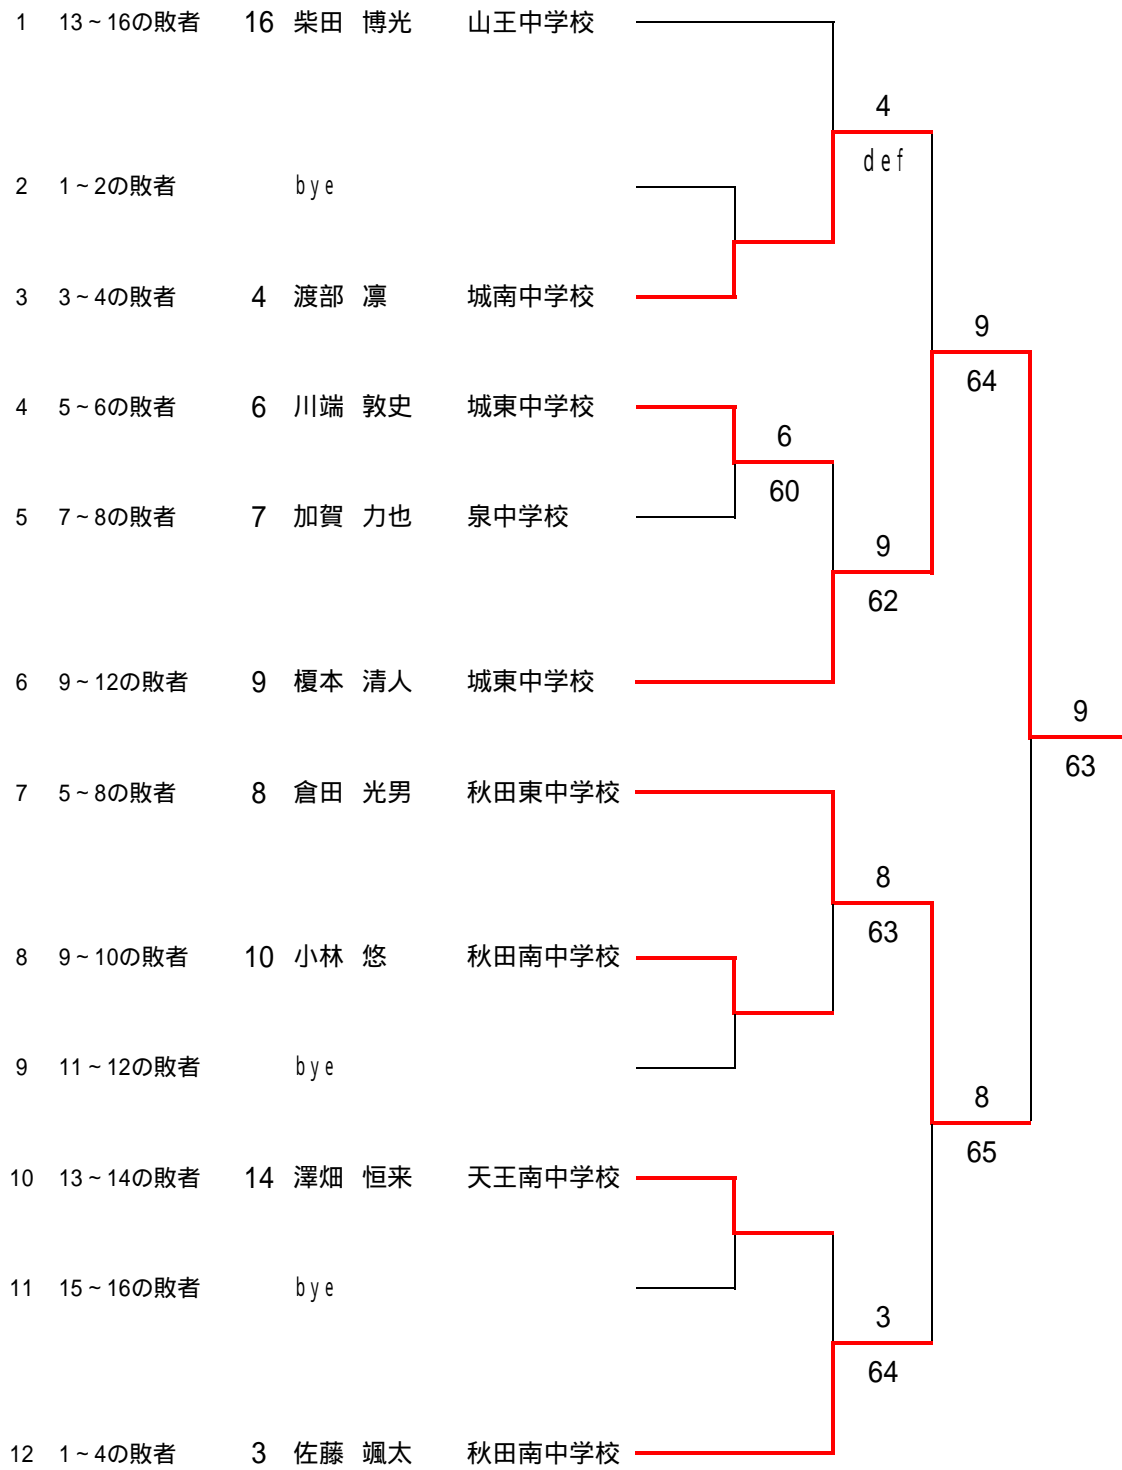 1 13~16の敗者 16 柴田 博光 山王中学校
4
def
2 1~2の敗者 bye
3 3~4の敗者 4 渡部 凛 城南中学校
9
64
4 5~6の敗者 6 川端 敦史 城東中学校
6
60
5 7~8の敗者 7 加賀 力也 泉中学校
9
62
6 9~12の敗者 9 榎本 清人 城東中学校
9
63
7 5~8の敗者 8 倉田 光男 秋田東中学校
8
63
8 9~10の敗者 10 小林 悠 秋田南中学校
9 11~12の敗者 bye
8
65
10 13~14の敗者 14 澤畑 恒来 天王南中学校
11 15~16の敗者 bye
3
64
12 1~4の敗者 3 佐藤 颯太 秋田南中学校